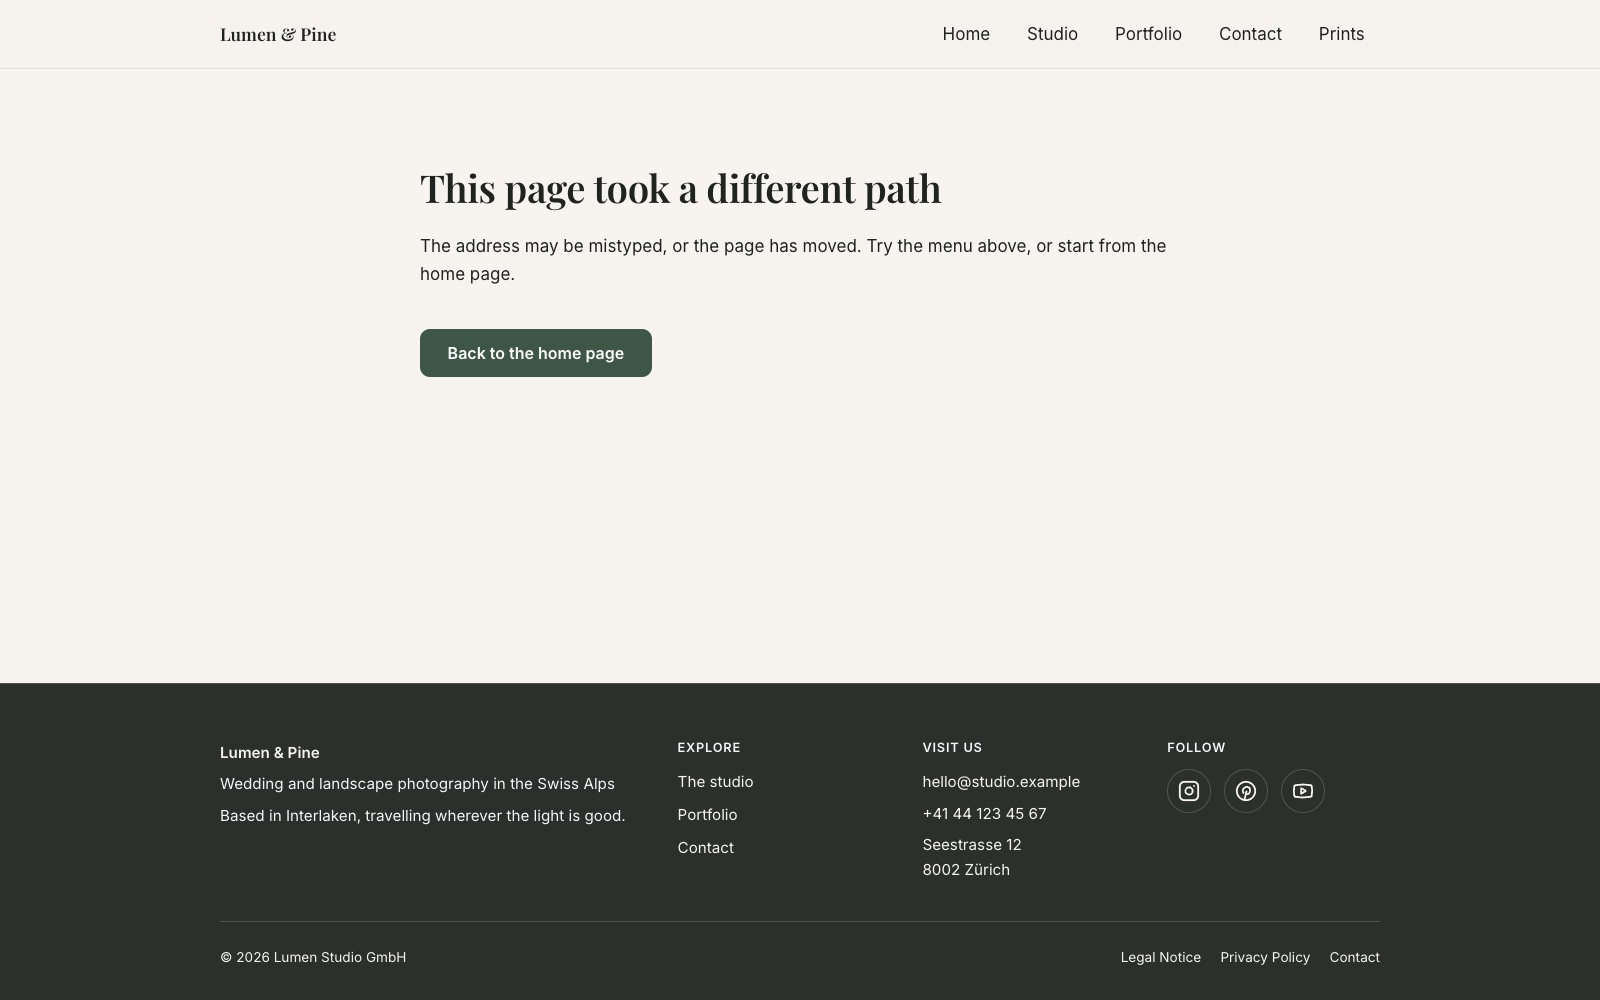 Lumen & Pine
Home Studio Portfolio Contact Prints
This page took a different path
The address may be mistyped, or the page has moved. Try the menu above, or start from the
home page.
Back to the home page
Lumen & Pine
Wedding and landscape photography in the Swiss Alps
Based in Interlaken, travelling wherever the light is good.
EXPLORE
The studio
Portfolio
Contact
VISIT US
hello@studio.example
+41 44 123 45 67
Seestrasse 12
8002 Zürich
FOLLOW
© 2026 Lumen Studio GmbH
Legal Notice Privacy Policy Contact